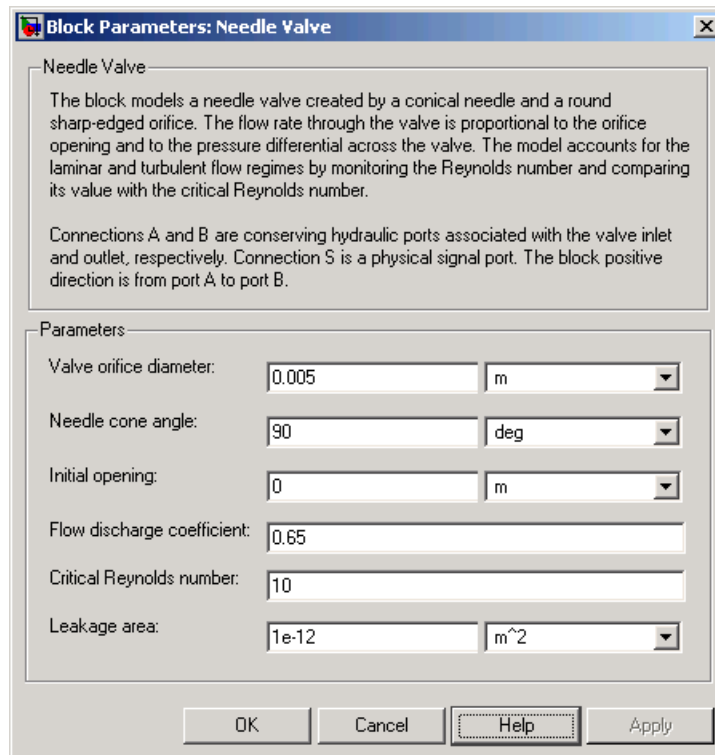 Block Parameters: Needle Valve
Needle Valve
The block models a needle valve created by a conical needle and a round
sharp-edged orifice. The flow rate through the valve is proportional to the orifice
opening and to the pressure differential across the valve. The model accounts for the
laminar and turbulent flow regimes by monitoring the Reynolds number and comparing
its value with the critical Reynolds number.
Connections A and B are conserving hydraulic ports associated with the valve inlet
and outlet, respectively. Connection S is a physical signal port. The block positive
direction is from port A to port B.
Parameters
Valve orifice diameter: 0.005 m
Needle cone angle: 90 deg
Initial opening: 0 m
Flow discharge coefficient: 0.65
Critical Reynolds number: 10
Leakage area: 1e-12 m^2
OK Cancel Help Apply